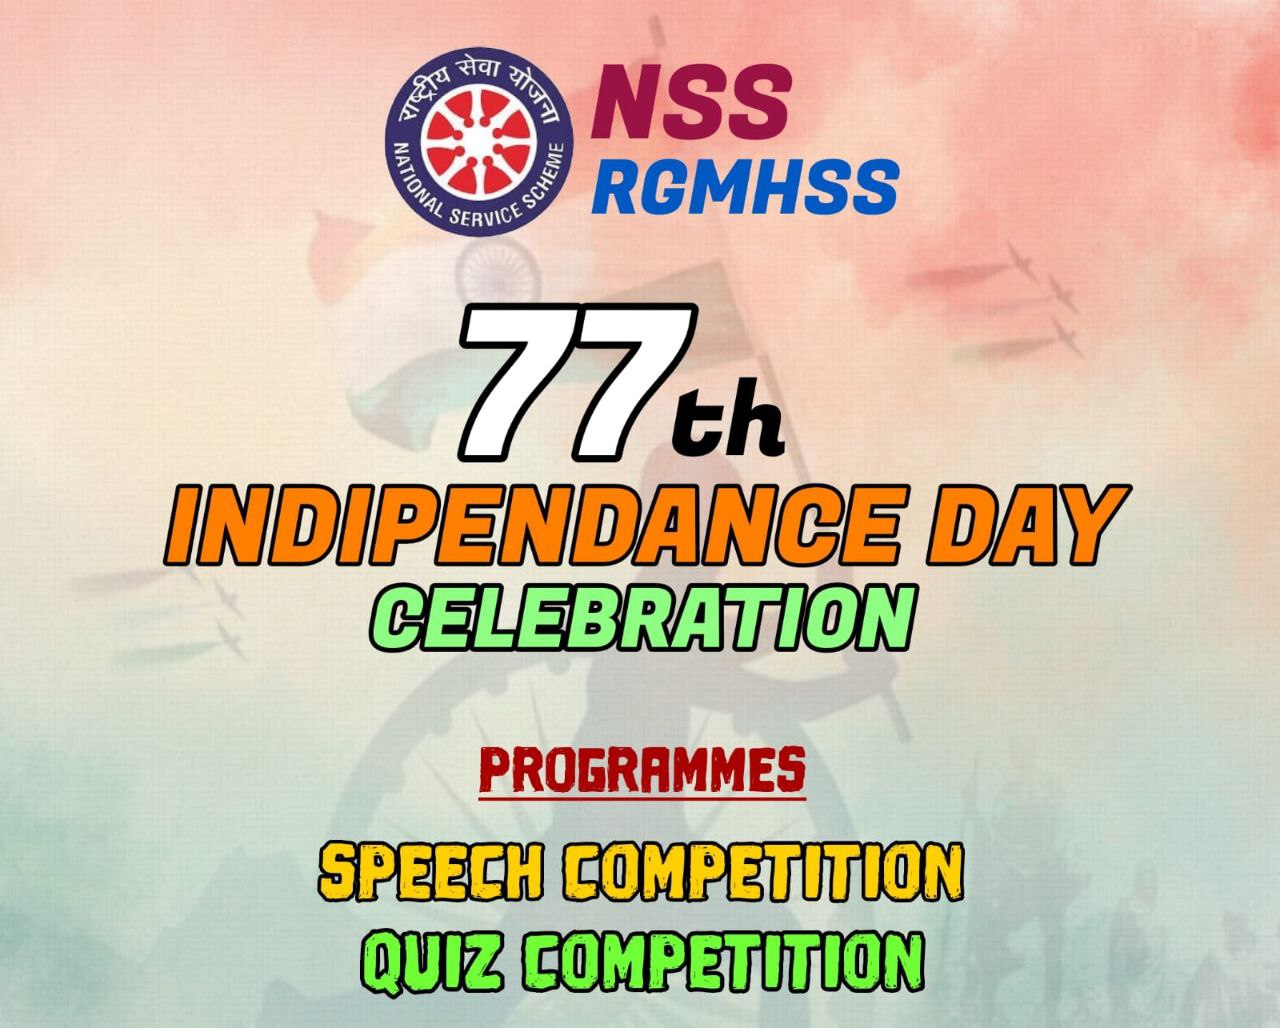 राष्ट्रीय सेवा योजना
NATIONAL SERVICE SCHEME
NSS
RGMHSS
77th
INDIPENDANCE DAY
CELEBRATION
PROGRAMMES
SPEECH COMPETITION
QUIZ COMPETITION